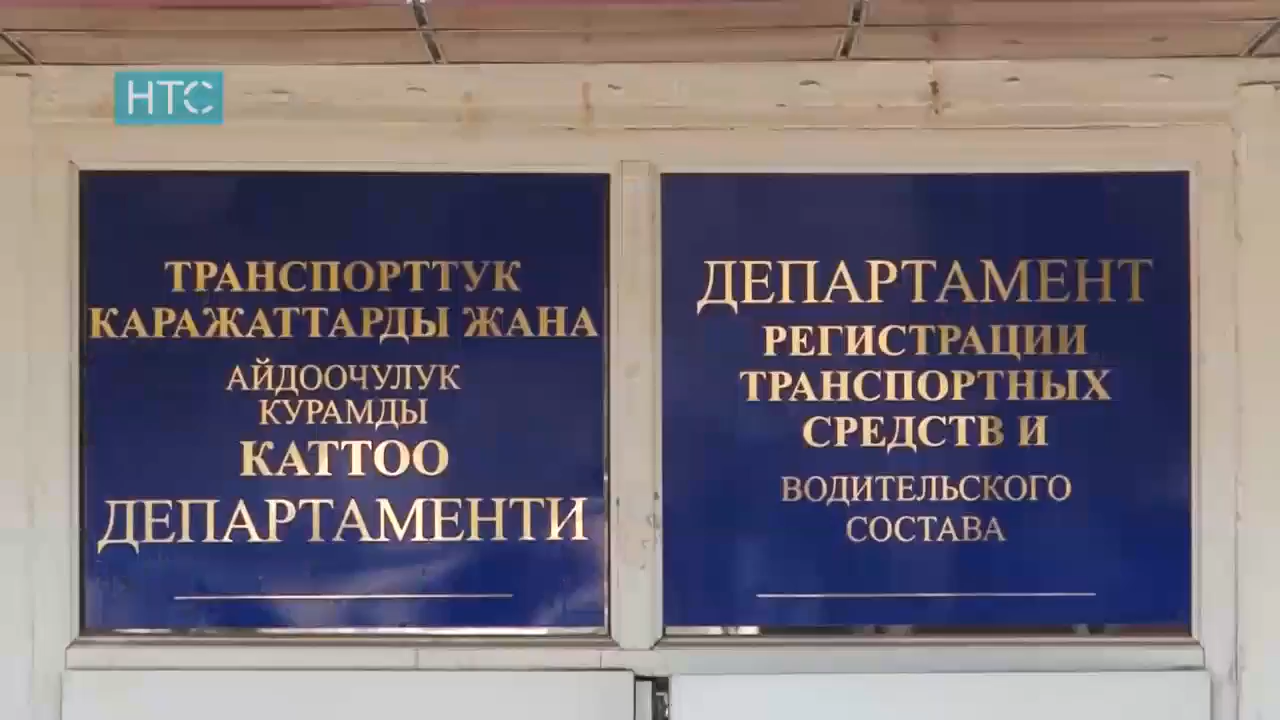 НТС
ТРАНСПОРТТУК
КАРАЖАТТАРДЫ ЖАНА
АЙДООЧУЛУК
КУРАМДЫ
КАТТОО
ДЕПАРТАМЕНТИ
ДЕПАРТАМЕНТ
РЕГИСТРАЦИИ
ТРАНСПОРТНЫХ
СРЕДСТВ И
ВОДИТЕЛЬСКОГО
СОСТАВА